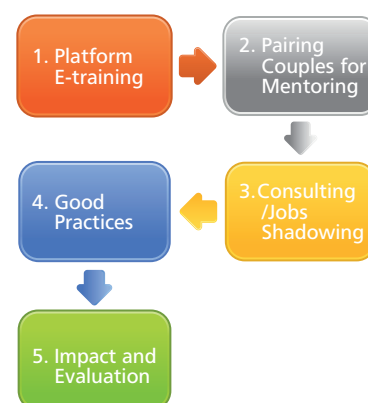 1. Platform
E-training
2. Pairing
Couples for
Mentoring
3.Consulting
/Jobs
Shadowing
4. Good
Practices
5. Impact and
Evaluation